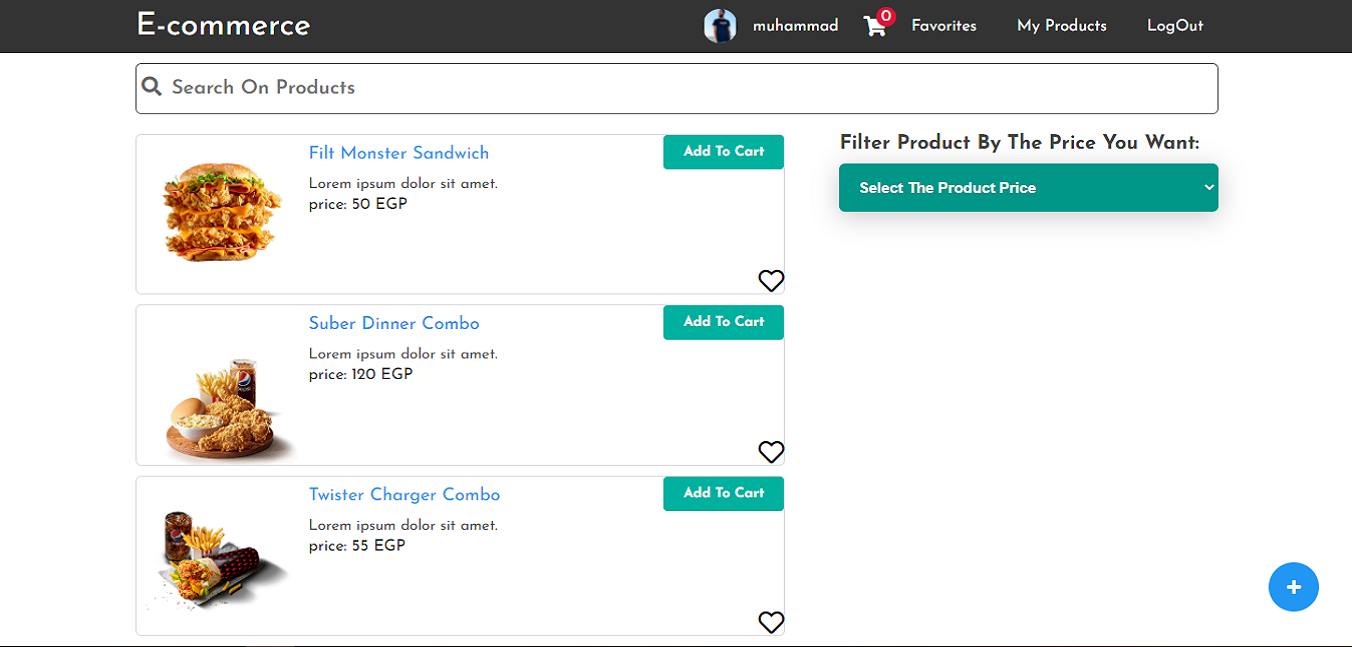 E-commerce
muhammad
0
Favorites
My Products
LogOut
Search On Products
Filt Monster Sandwich
Add To Cart
Lorem ipsum dolor sit amet.
price: 50 EGP
Suber Dinner Combo
Add To Cart
Lorem ipsum dolor sit amet.
price: 120 EGP
Twister Charger Combo
Add To Cart
Lorem ipsum dolor sit amet.
price: 55 EGP
Filter Product By The Price You Want:
Select The Product Price
+